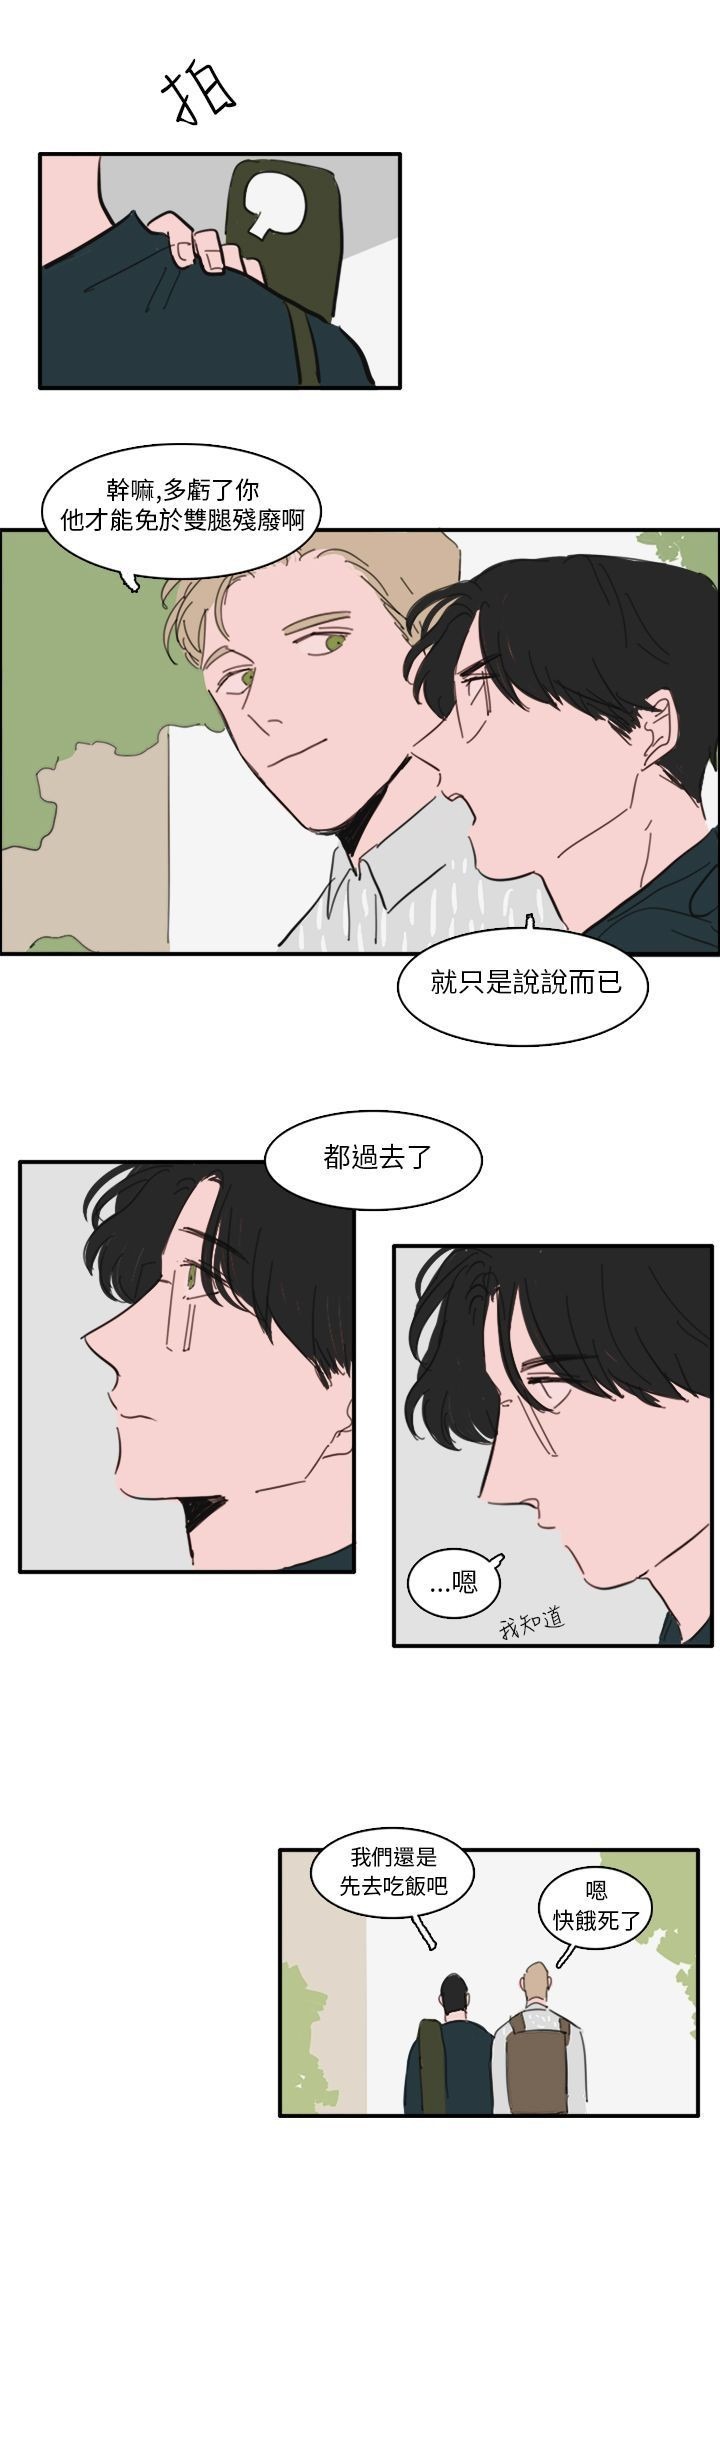 拍
幹嘛,多虧了你
他才能免於雙腿殘廢啊
就只是說說而已
都過去了
...嗯
我知道
我們還是
先去吃飯吧
嗯
快餓死了